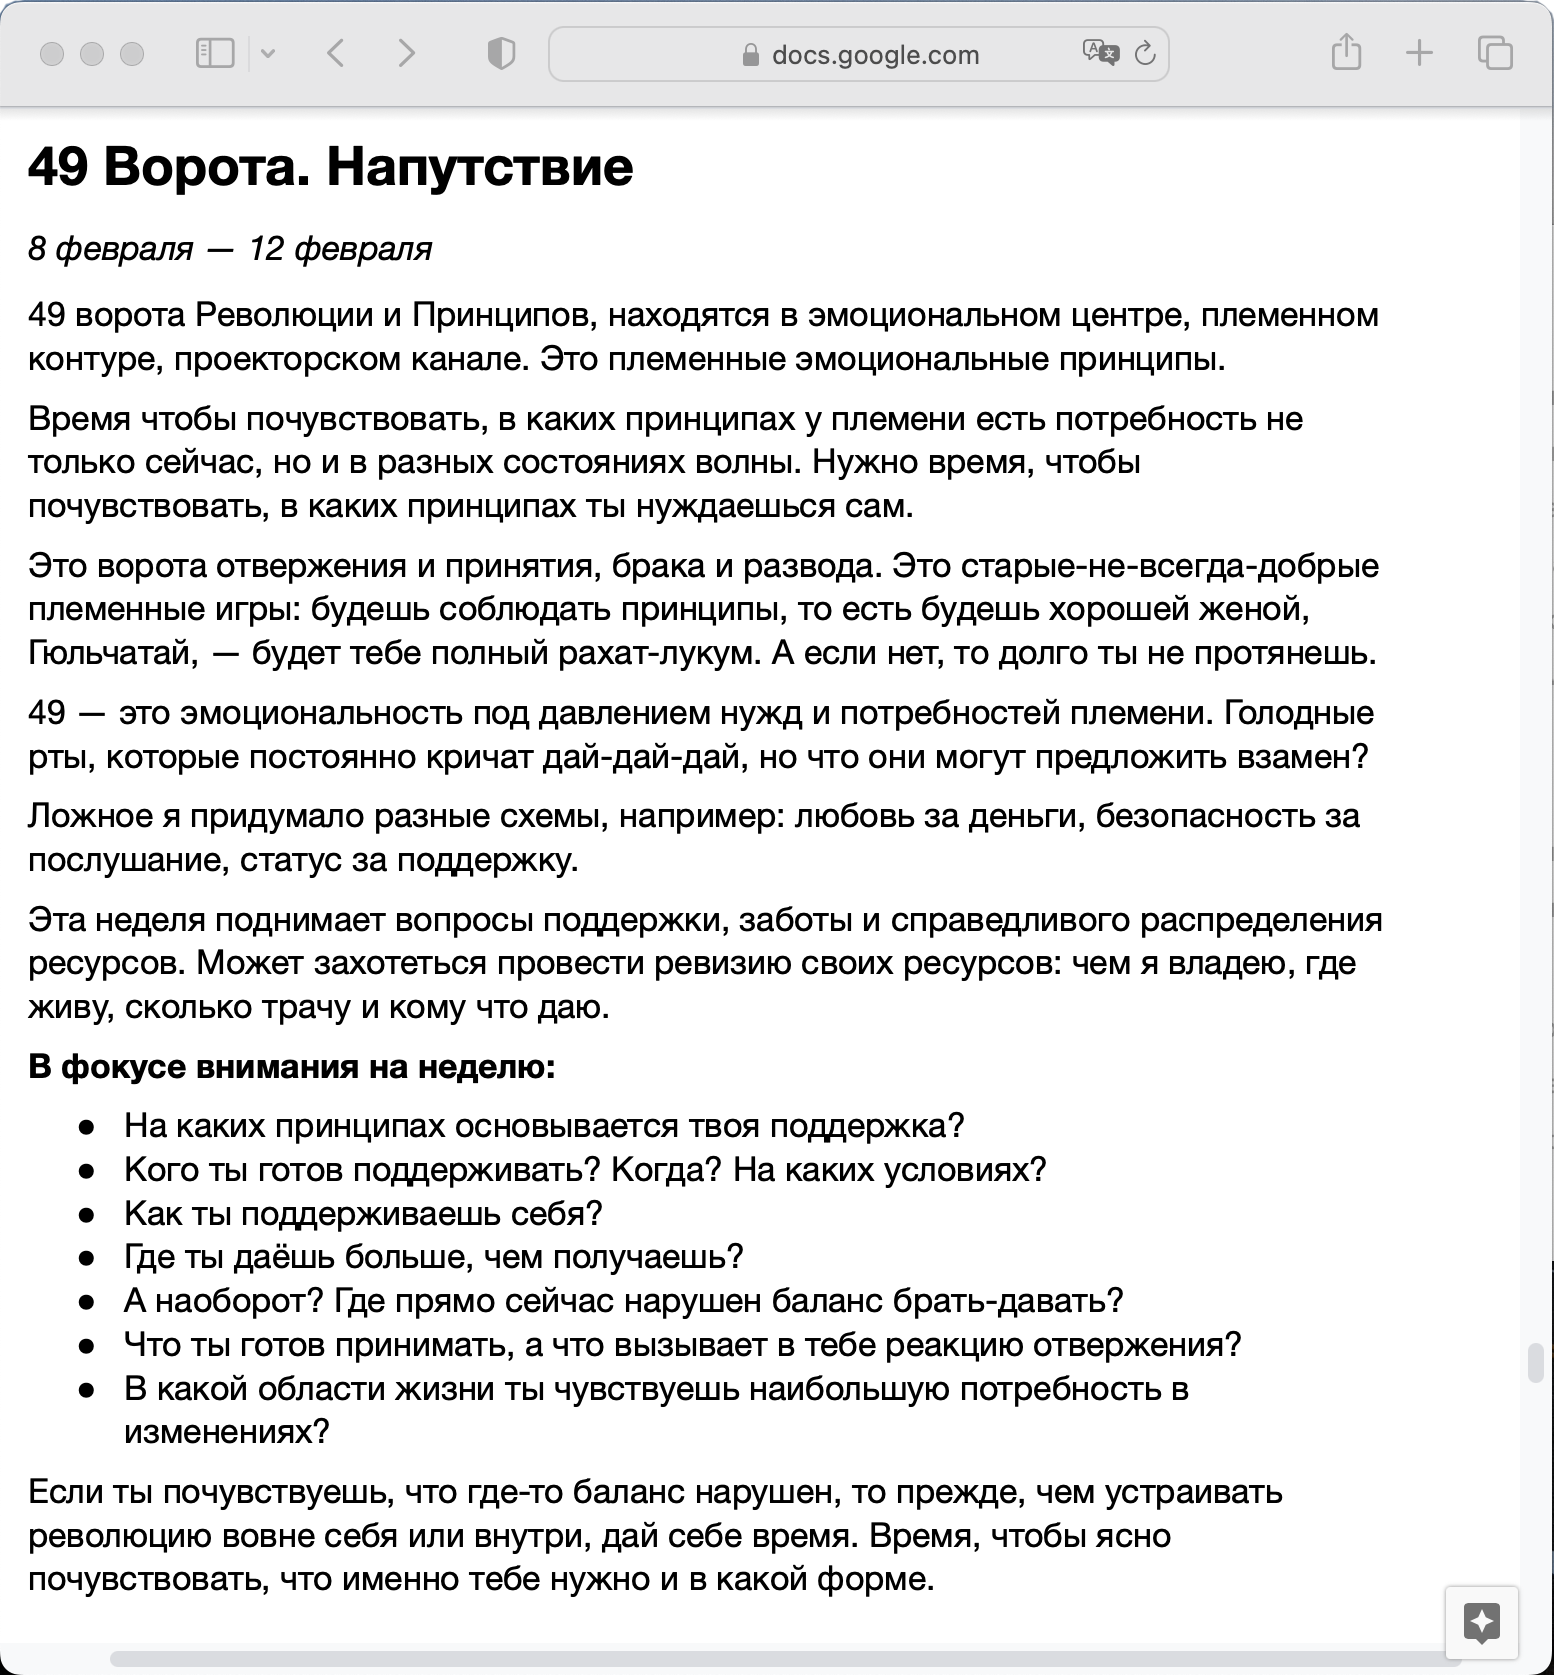 docs.google.com
49 Ворота. Напутствие
8 февраля — 12 февраля
49 ворота Революции и Принципов, находятся в эмоциональном центре, племенном
контуре, проекторском канале. Это племенные эмоциональные принципы.
Время чтобы почувствовать, в каких принципах у племени есть потребность не
только сейчас, но и в разных состояниях волны. Нужно время, чтобы
почувствовать, в каких принципах ты нуждаешься сам.
Это ворота отвержения и принятия, брака и развода. Это старые-не-всегда-добрые
племенные игры: будешь соблюдать принципы, то есть будешь хорошей женой,
Гюльчатай, — будет тебе полный рахат-лукум. А если нет, то долго ты не протянешь.
49 — это эмоциональность под давлением нужд и потребностей племени. Голодные
рты, которые постоянно кричат дай-дай-дай, но что они могут предложить взамен?
Ложное я придумало разные схемы, например: любовь за деньги, безопасность за
послушание, статус за поддержку.
Эта неделя поднимает вопросы поддержки, заботы и справедливого распределения
ресурсов. Может захотеться провести ревизию своих ресурсов: чем я владею, где
живу, сколько трачу и кому что даю.
В фокусе внимания на неделю:
● На каких принципах основывается твоя поддержка?
● Кого ты готов поддерживать? Когда? На каких условиях?
● Как ты поддерживаешь себя?
● Где ты даёшь больше, чем получаешь?
● А наоборот? Где прямо сейчас нарушен баланс брать-давать?
● Что ты готов принимать, а что вызывает в тебе реакцию отвержения?
● В какой области жизни ты чувствуешь наибольшую потребность в
изменениях?
Если ты почувствуешь, что где-то баланс нарушен, то прежде, чем устраивать
революцию вовне себя или внутри, дай себе время. Время, чтобы ясно
почувствовать, что именно тебе нужно и в какой форме.